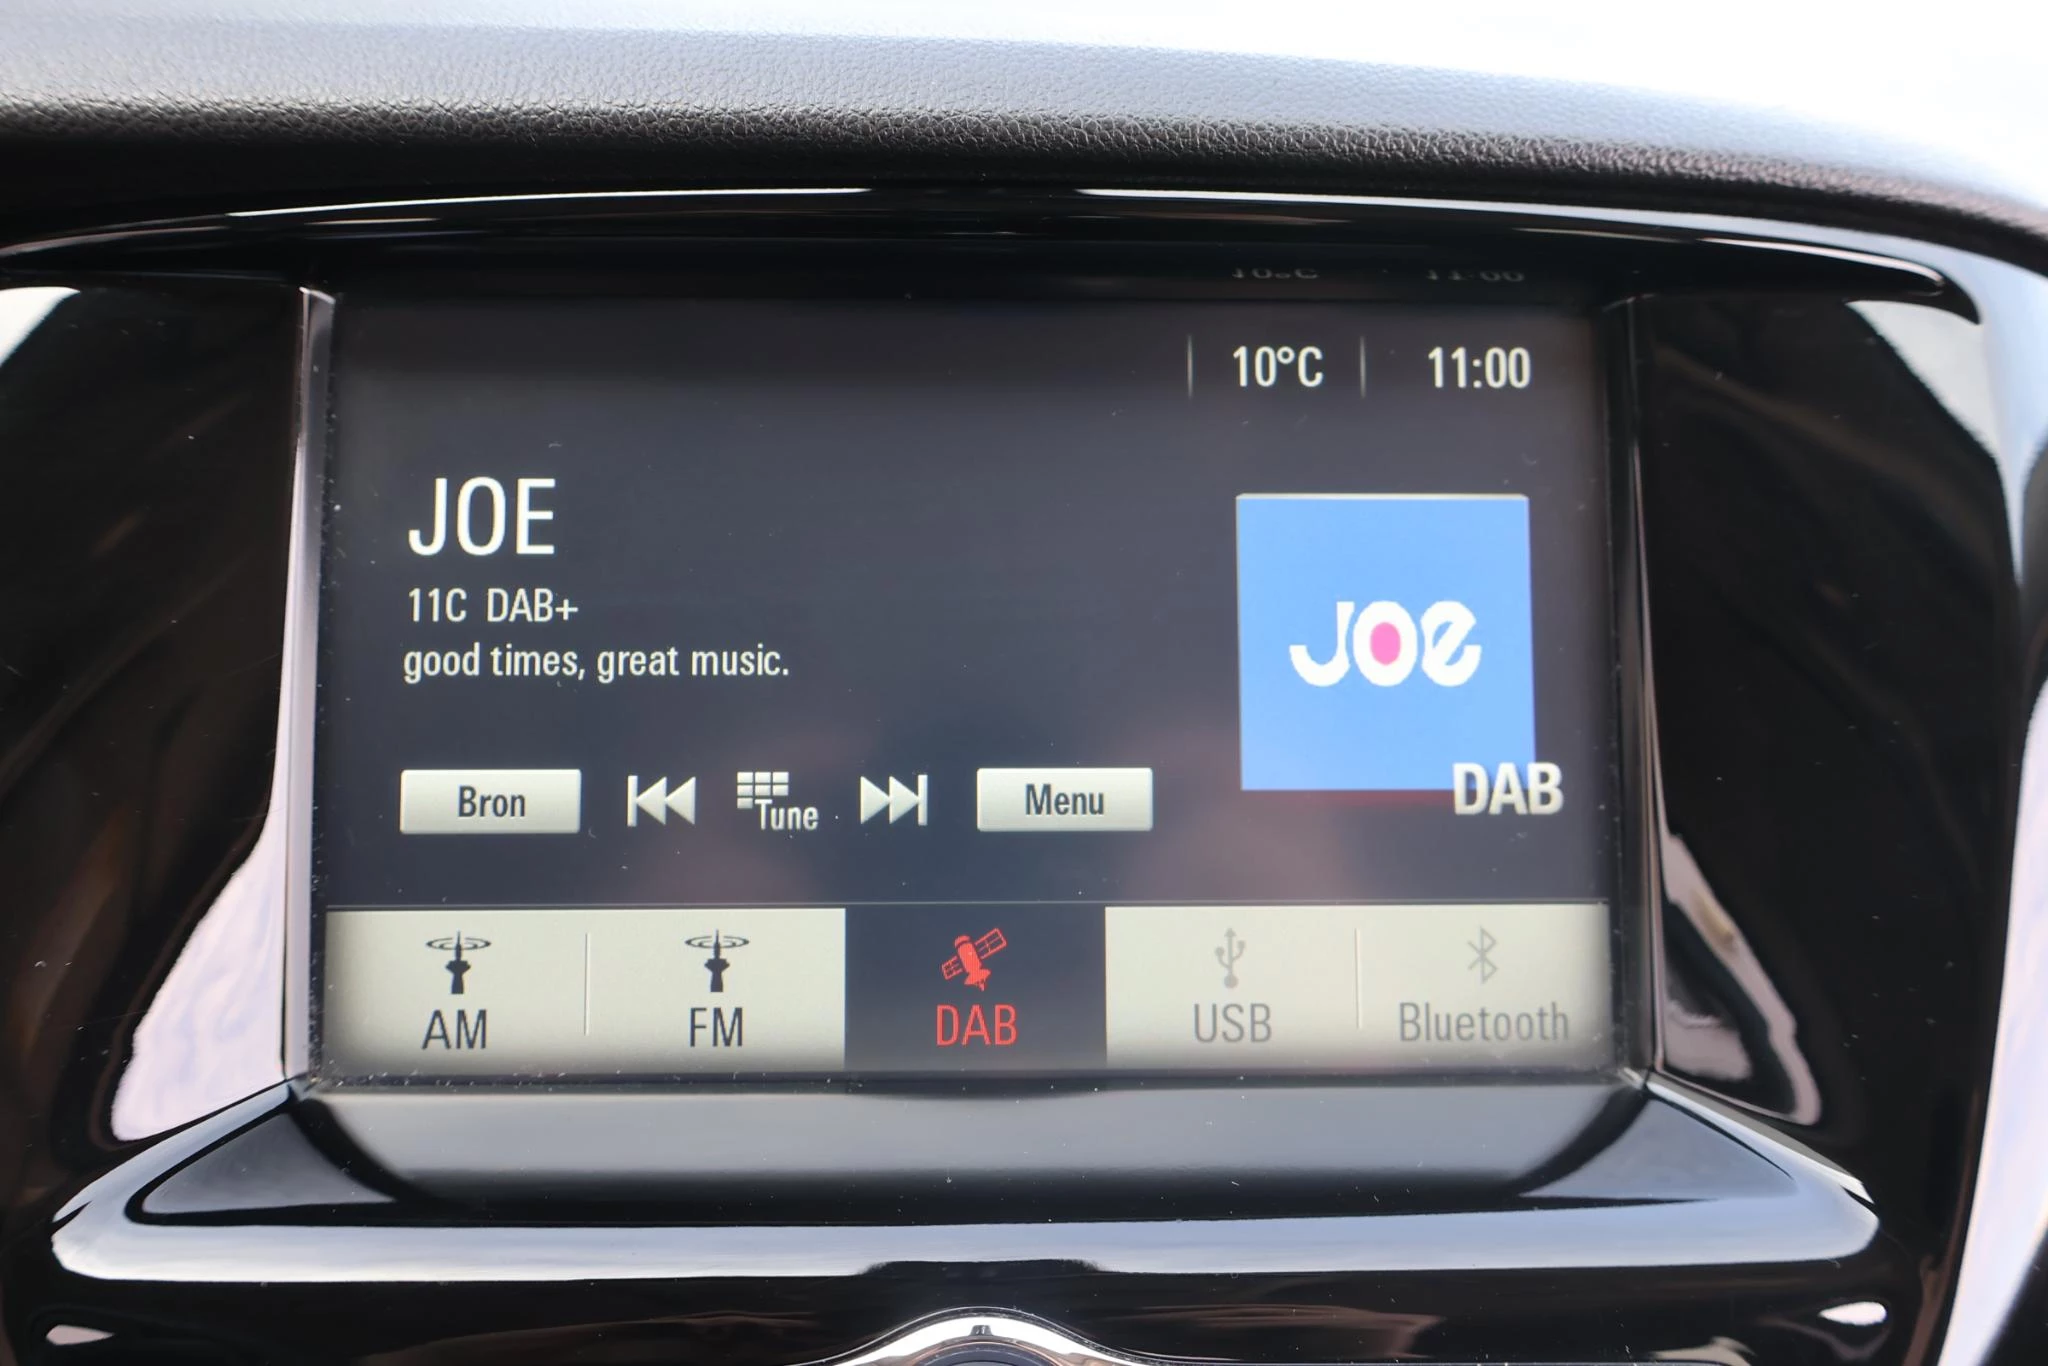 10°C 11:00
JOE
11C DAB+
good times, great music.
JOE
DAB
Bron Tune Menu
AM FM DAB USB Bluetooth